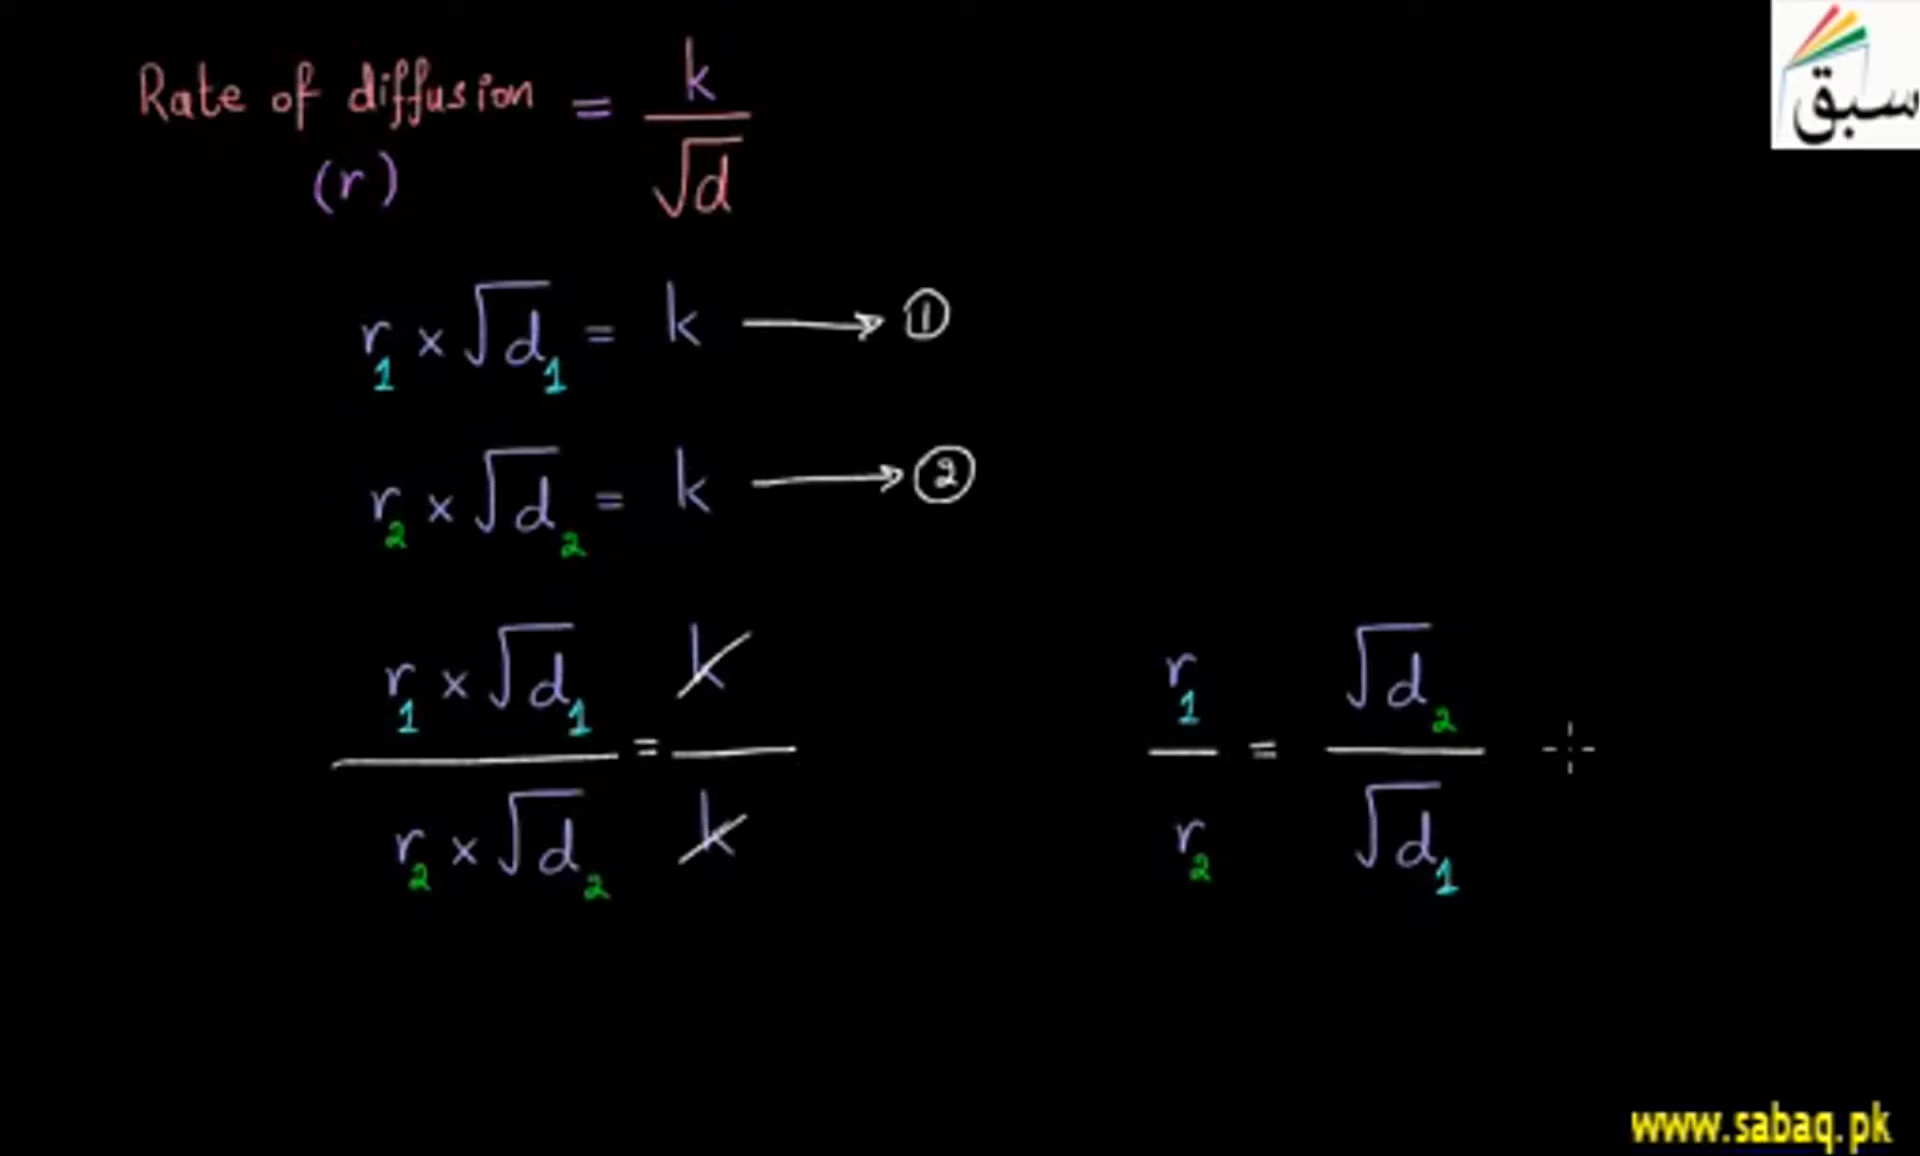 سبق
Rate of diffusion = k / √d
(r)
r₁ × √d₁ = k ⟶ ①
r₂ × √d₂ = k ⟶ ②
r₁ × √d₁ / r₂ × √d₂ = k / k
r₁ / r₂ = √d₂ / √d₁
www.sabaq.pk